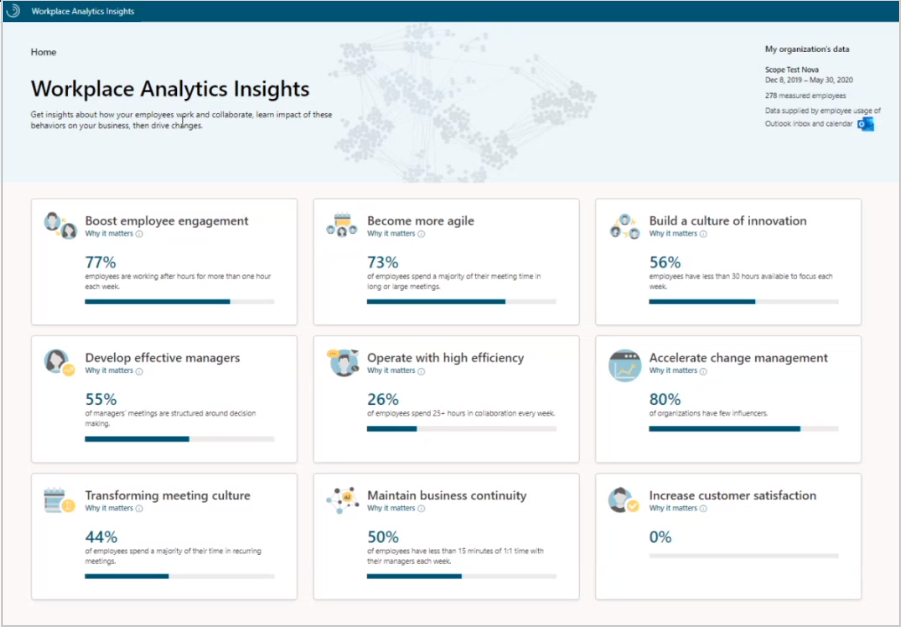 Workplace Analytics Insights
Home
Workplace Analytics Insights
Get insights about how your employees work and collaborate, learn impact of these
behaviors on your business, then drive changes.
My organization's data
Scope Test Nova
Dec 8, 2019 – May 30, 2020
278 measured employees
Data supplied by employee usage of
Outlook inbox and calendar
Boost employee engagement
Why it matters
77%
employees are working after hours for more than one hour
each week.
Become more agile
Why it matters
73%
of employees spend a majority of their meeting time in
long or large meetings.
Build a culture of innovation
Why it matters
56%
employees have less than 30 hours available to focus each
week.
Develop effective managers
Why it matters
55%
of managers' meetings are structured around decision
making.
Operate with high efficiency
Why it matters
26%
of employees spend 25+ hours in collaboration every week.
Accelerate change management
Why it matters
80%
of organizations have few influencers.
Transforming meeting culture
Why it matters
44%
of employees spend a majority of their time in recurring
meetings.
Maintain business continuity
Why it matters
50%
of employees have less than 15 minutes of 1:1 time with
their managers each week.
Increase customer satisfaction
Why it matters
0%